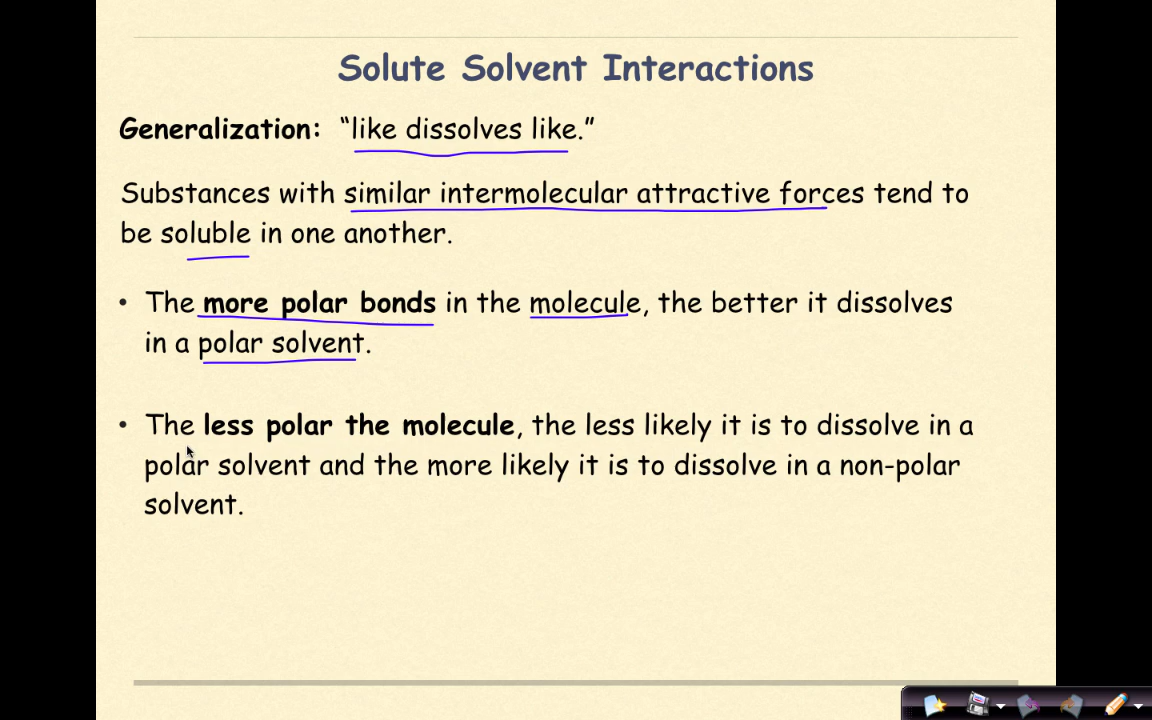 Solute Solvent Interactions
Generalization: “like dissolves like.”
Substances with similar intermolecular attractive forces tend to
be soluble in one another.
• The more polar bonds in the molecule, the better it dissolves
in a polar solvent.
• The less polar the molecule, the less likely it is to dissolve in a
polar solvent and the more likely it is to dissolve in a non-polar
solvent.